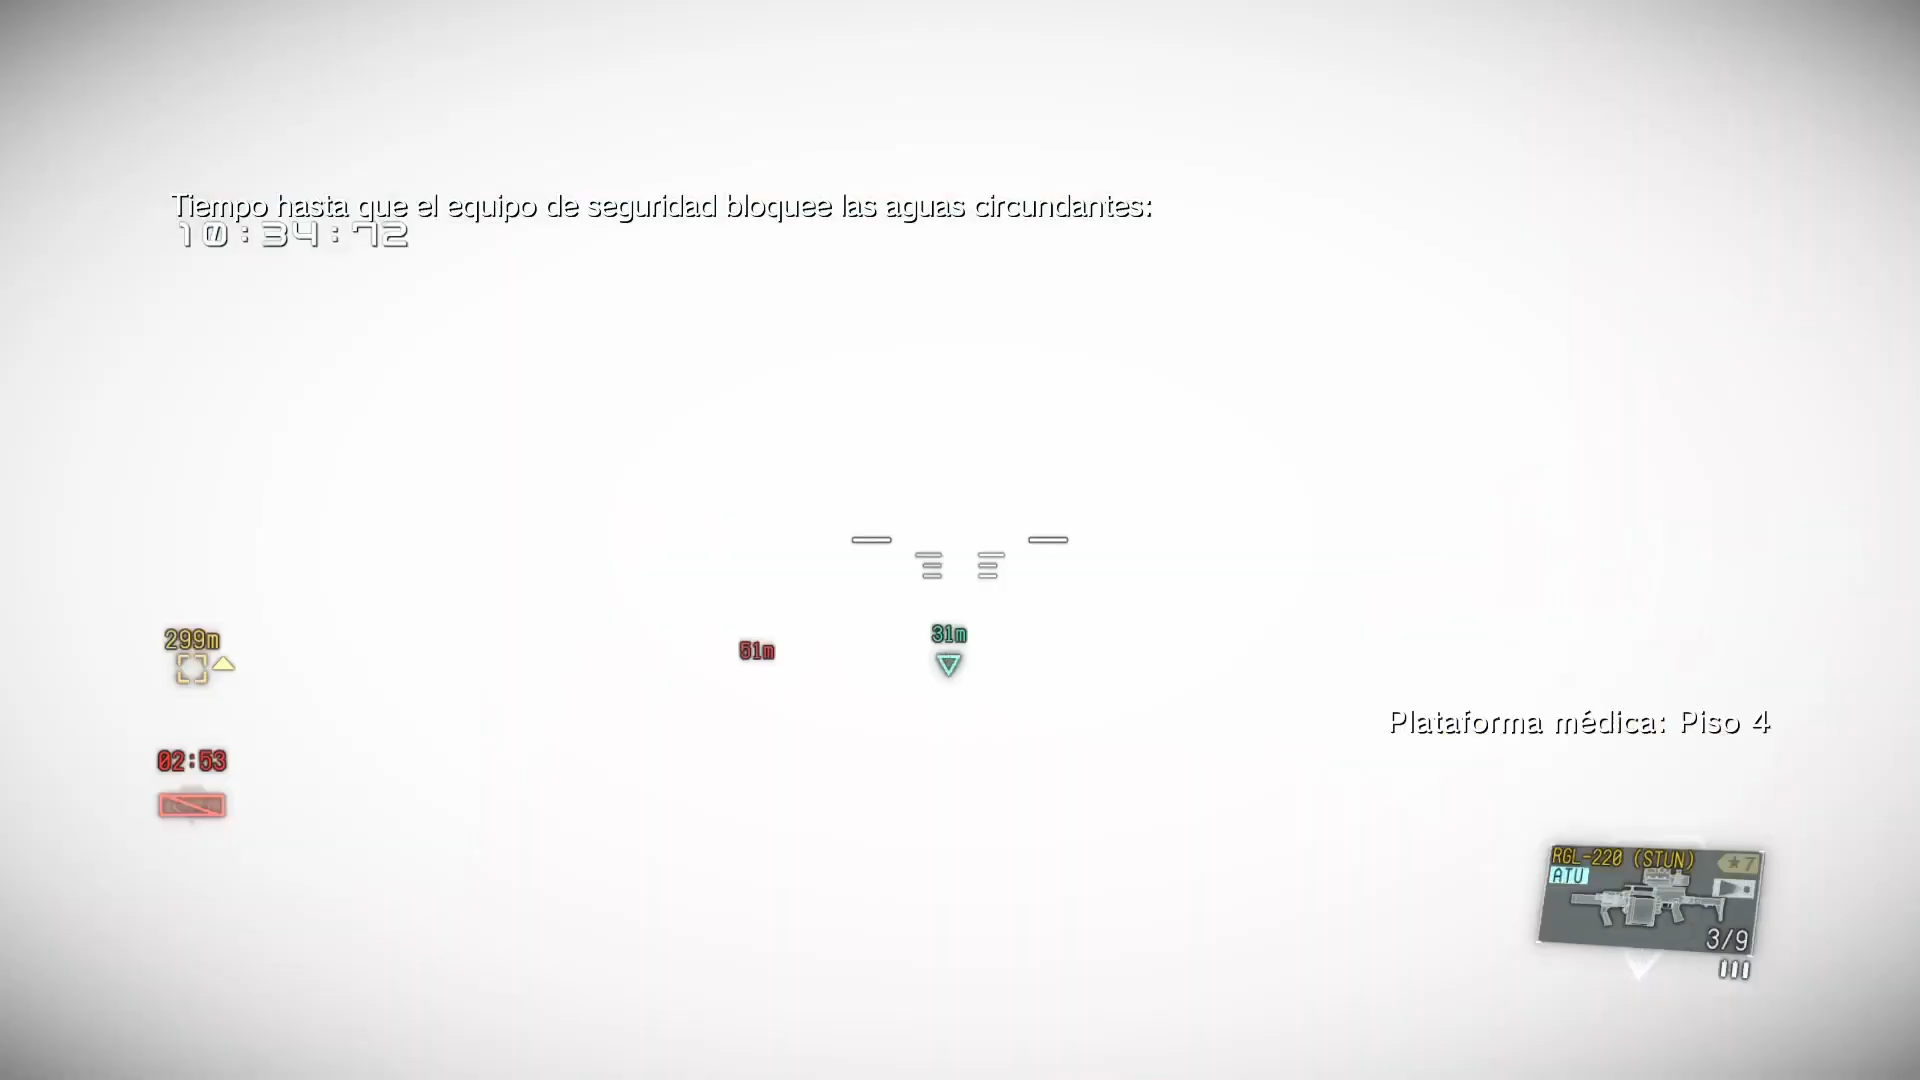 Tiempo hasta que el equipo de seguridad bloquee las aguas circundantes:
10:34:72
299m
51m
31m
Plataforma médica: Piso 4
02:53
RGL-220 (STUN)
★7
ATU
3/9